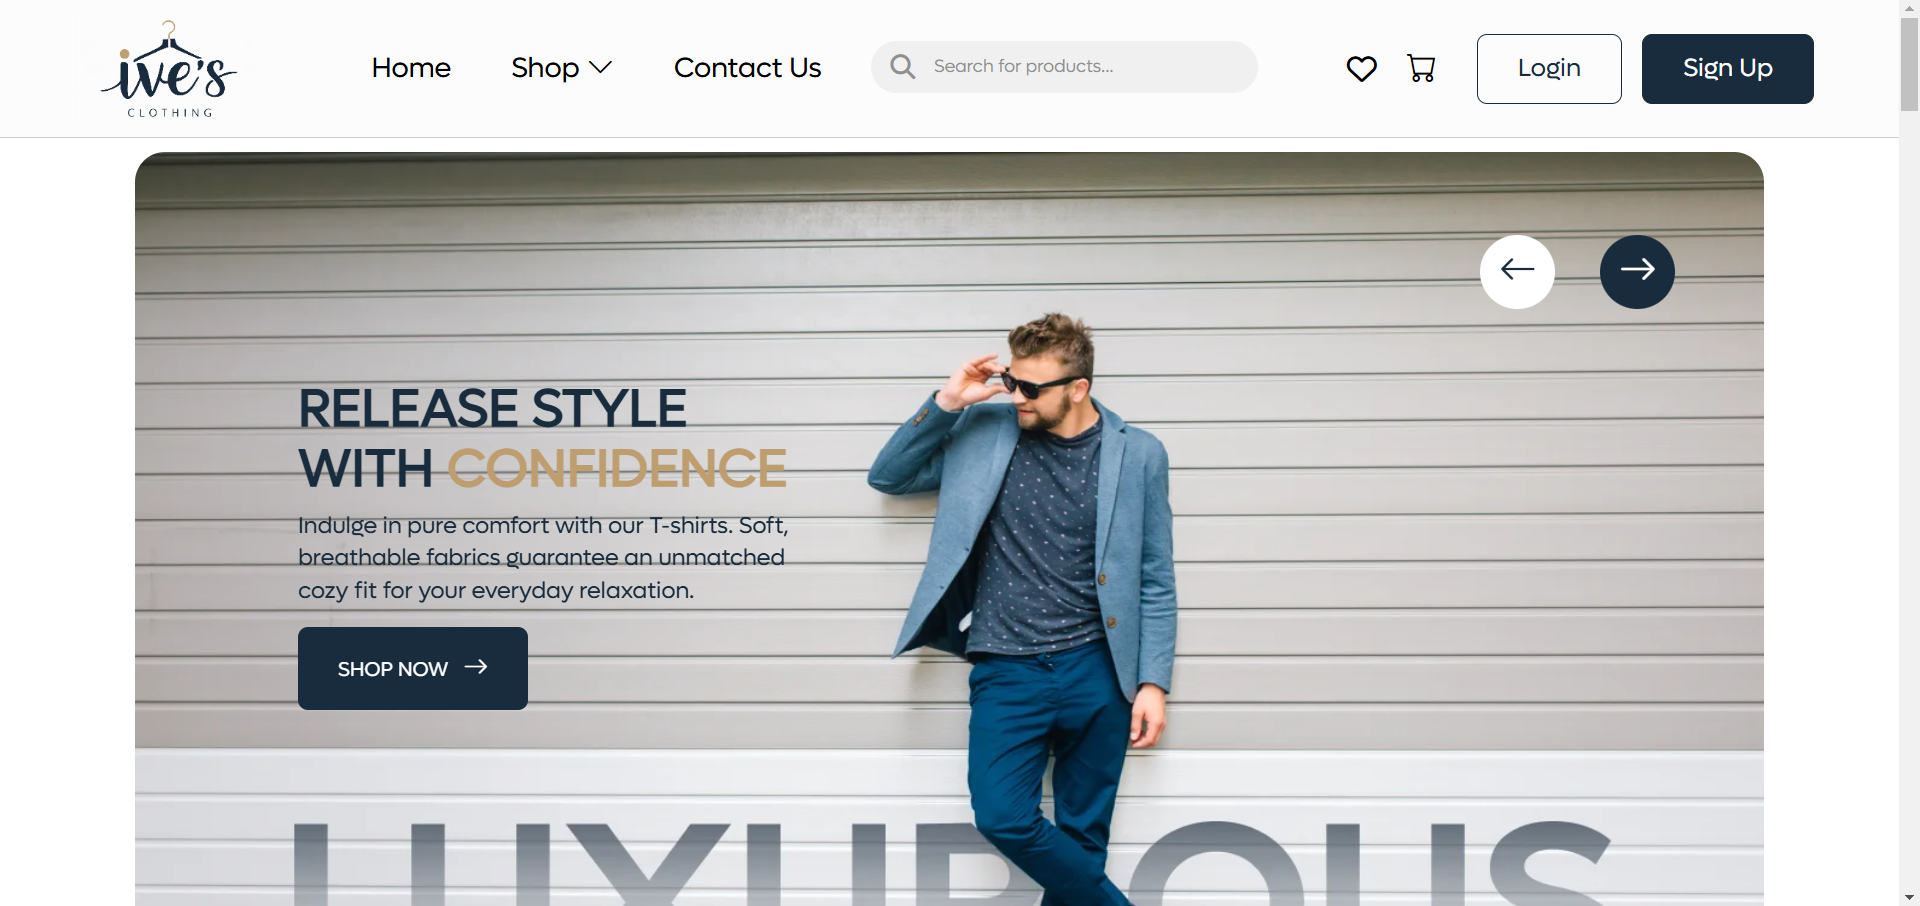 ive's
CLOTHING
Home
Shop
Contact Us
Search for products...
Login
Sign Up
RELEASE STYLE
WITH CONFIDENCE
Indulge in pure comfort with our T-shirts. Soft,
breathable fabrics guarantee an unmatched
cozy fit for your everyday relaxation.
SHOP NOW
LUXURIOUS